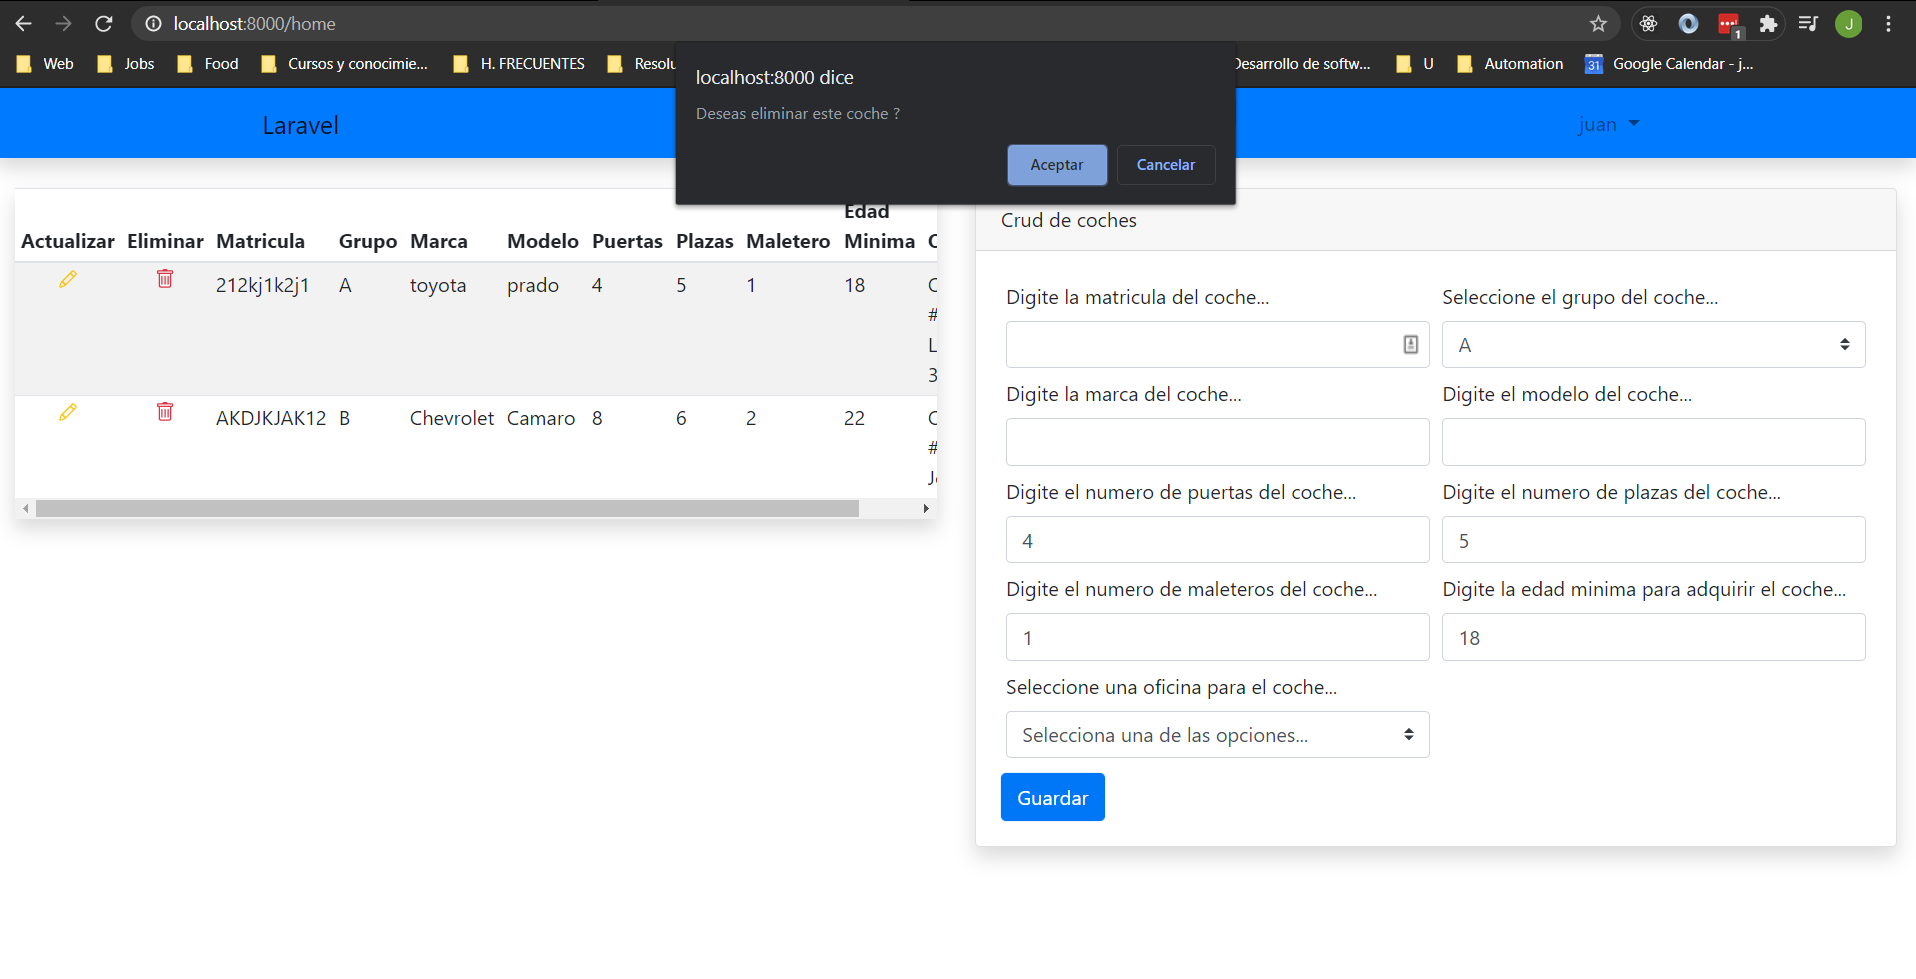 localhost:8000/home
Web Jobs Food Cursos y conocimie... H. FRECUENTES Resolu Desarrollo de softw... U Automation 31 Google Calendar - j...
1
J
localhost:8000 dice
Deseas eliminar este coche ?
Aceptar Cancelar
Laravel juan
Actualizar Eliminar Matricula Grupo Marca Modelo Puertas Plazas Maletero Edad Minima
212kj1k2j1 A toyota prado 4 5 1 18
#
L
3
AKDJKJAK12 B Chevrolet Camaro 8 6 2 22
#
Crud de coches
Digite la matricula del coche... Seleccione el grupo del coche...
A
Digite la marca del coche... Digite el modelo del coche...
Digite el numero de puertas del coche... Digite el numero de plazas del coche...
4 5
Digite el numero de maleteros del coche... Digite la edad minima para adquirir el coche...
1 18
Seleccione una oficina para el coche...
Selecciona una de las opciones...
Guardar